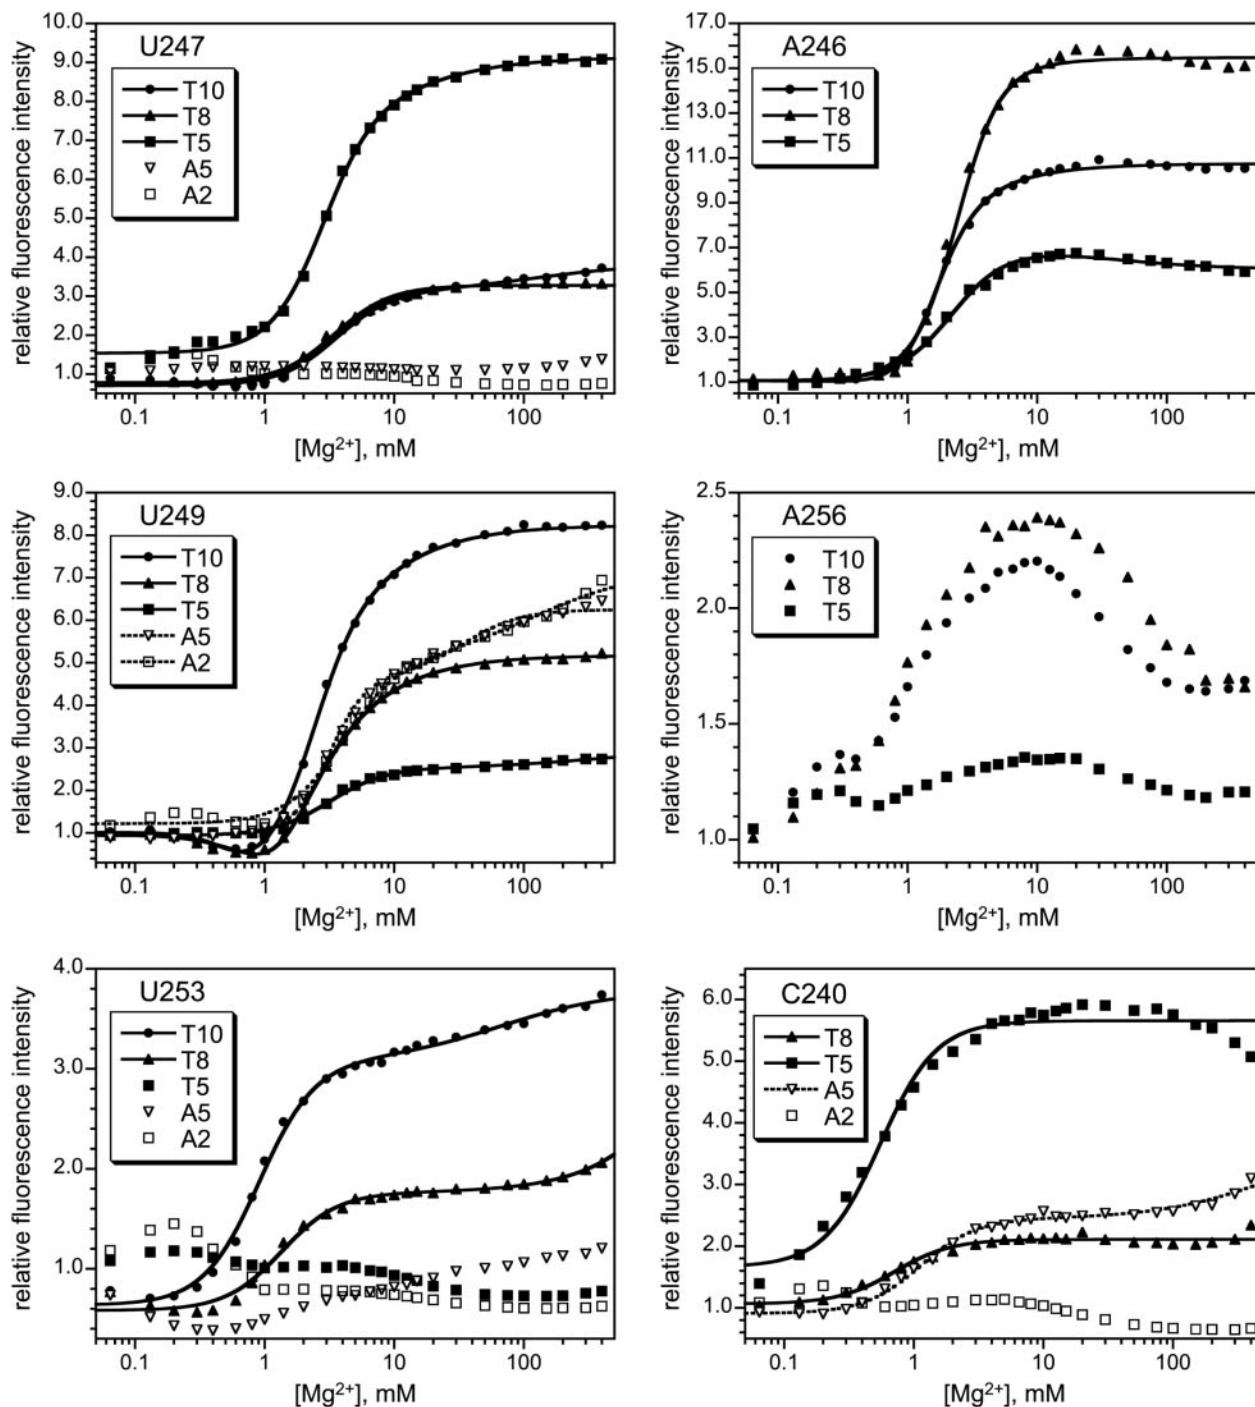 U247
T10
T8
T5
A5
A2
relative fluorescence intensity
10.0
9.0
8.0
7.0
6.0
5.0
4.0
3.0
2.0
1.0
0.1 1 10 100
[Mg²⁺], mM
A246
T10
T8
T5
relative fluorescence intensity
17.0
15.0
13.0
11.0
9.0
7.0
5.0
3.0
1.0
0.1 1 10 100
[Mg²⁺], mM
U249
T10
T8
T5
A5
A2
relative fluorescence intensity
9.0
8.0
7.0
6.0
5.0
4.0
3.0
2.0
1.0
0.1 1 10 100
[Mg²⁺], mM
A256
T10
T8
T5
relative fluorescence intensity
2.5
2.0
1.5
1.0
0.1 1 10 100
[Mg²⁺], mM
U253
T10
T8
T5
A5
A2
relative fluorescence intensity
4.0
3.0
2.0
1.0
0.1 1 10 100
[Mg²⁺], mM
C240
T8
T5
A5
A2
relative fluorescence intensity
6.0
5.0
4.0
3.0
2.0
1.0
0.1 1 10 100
[Mg²⁺], mM